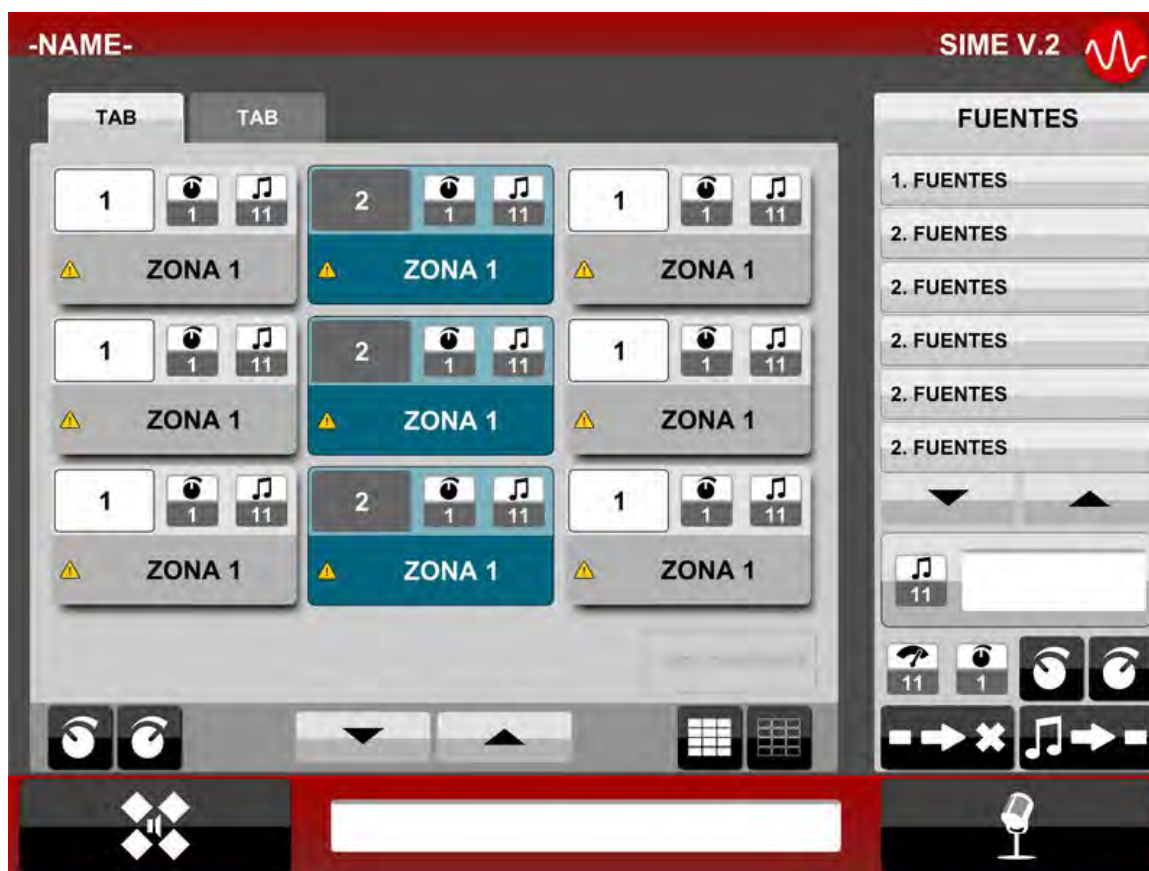 -NAME- SIME V.2
TAB TAB FUENTES
1 1 11 2 1 11 1 1 11 1. FUENTES
2. FUENTES
ZONA 1 ZONA 1 ZONA 1 2. FUENTES
1 1 11 2 1 11 1 1 11 2. FUENTES
2. FUENTES
ZONA 1 ZONA 1 ZONA 1 2. FUENTES
1 1 11 2 1 11 1 1 11
ZONA 1 ZONA 1 ZONA 1
11
11 1